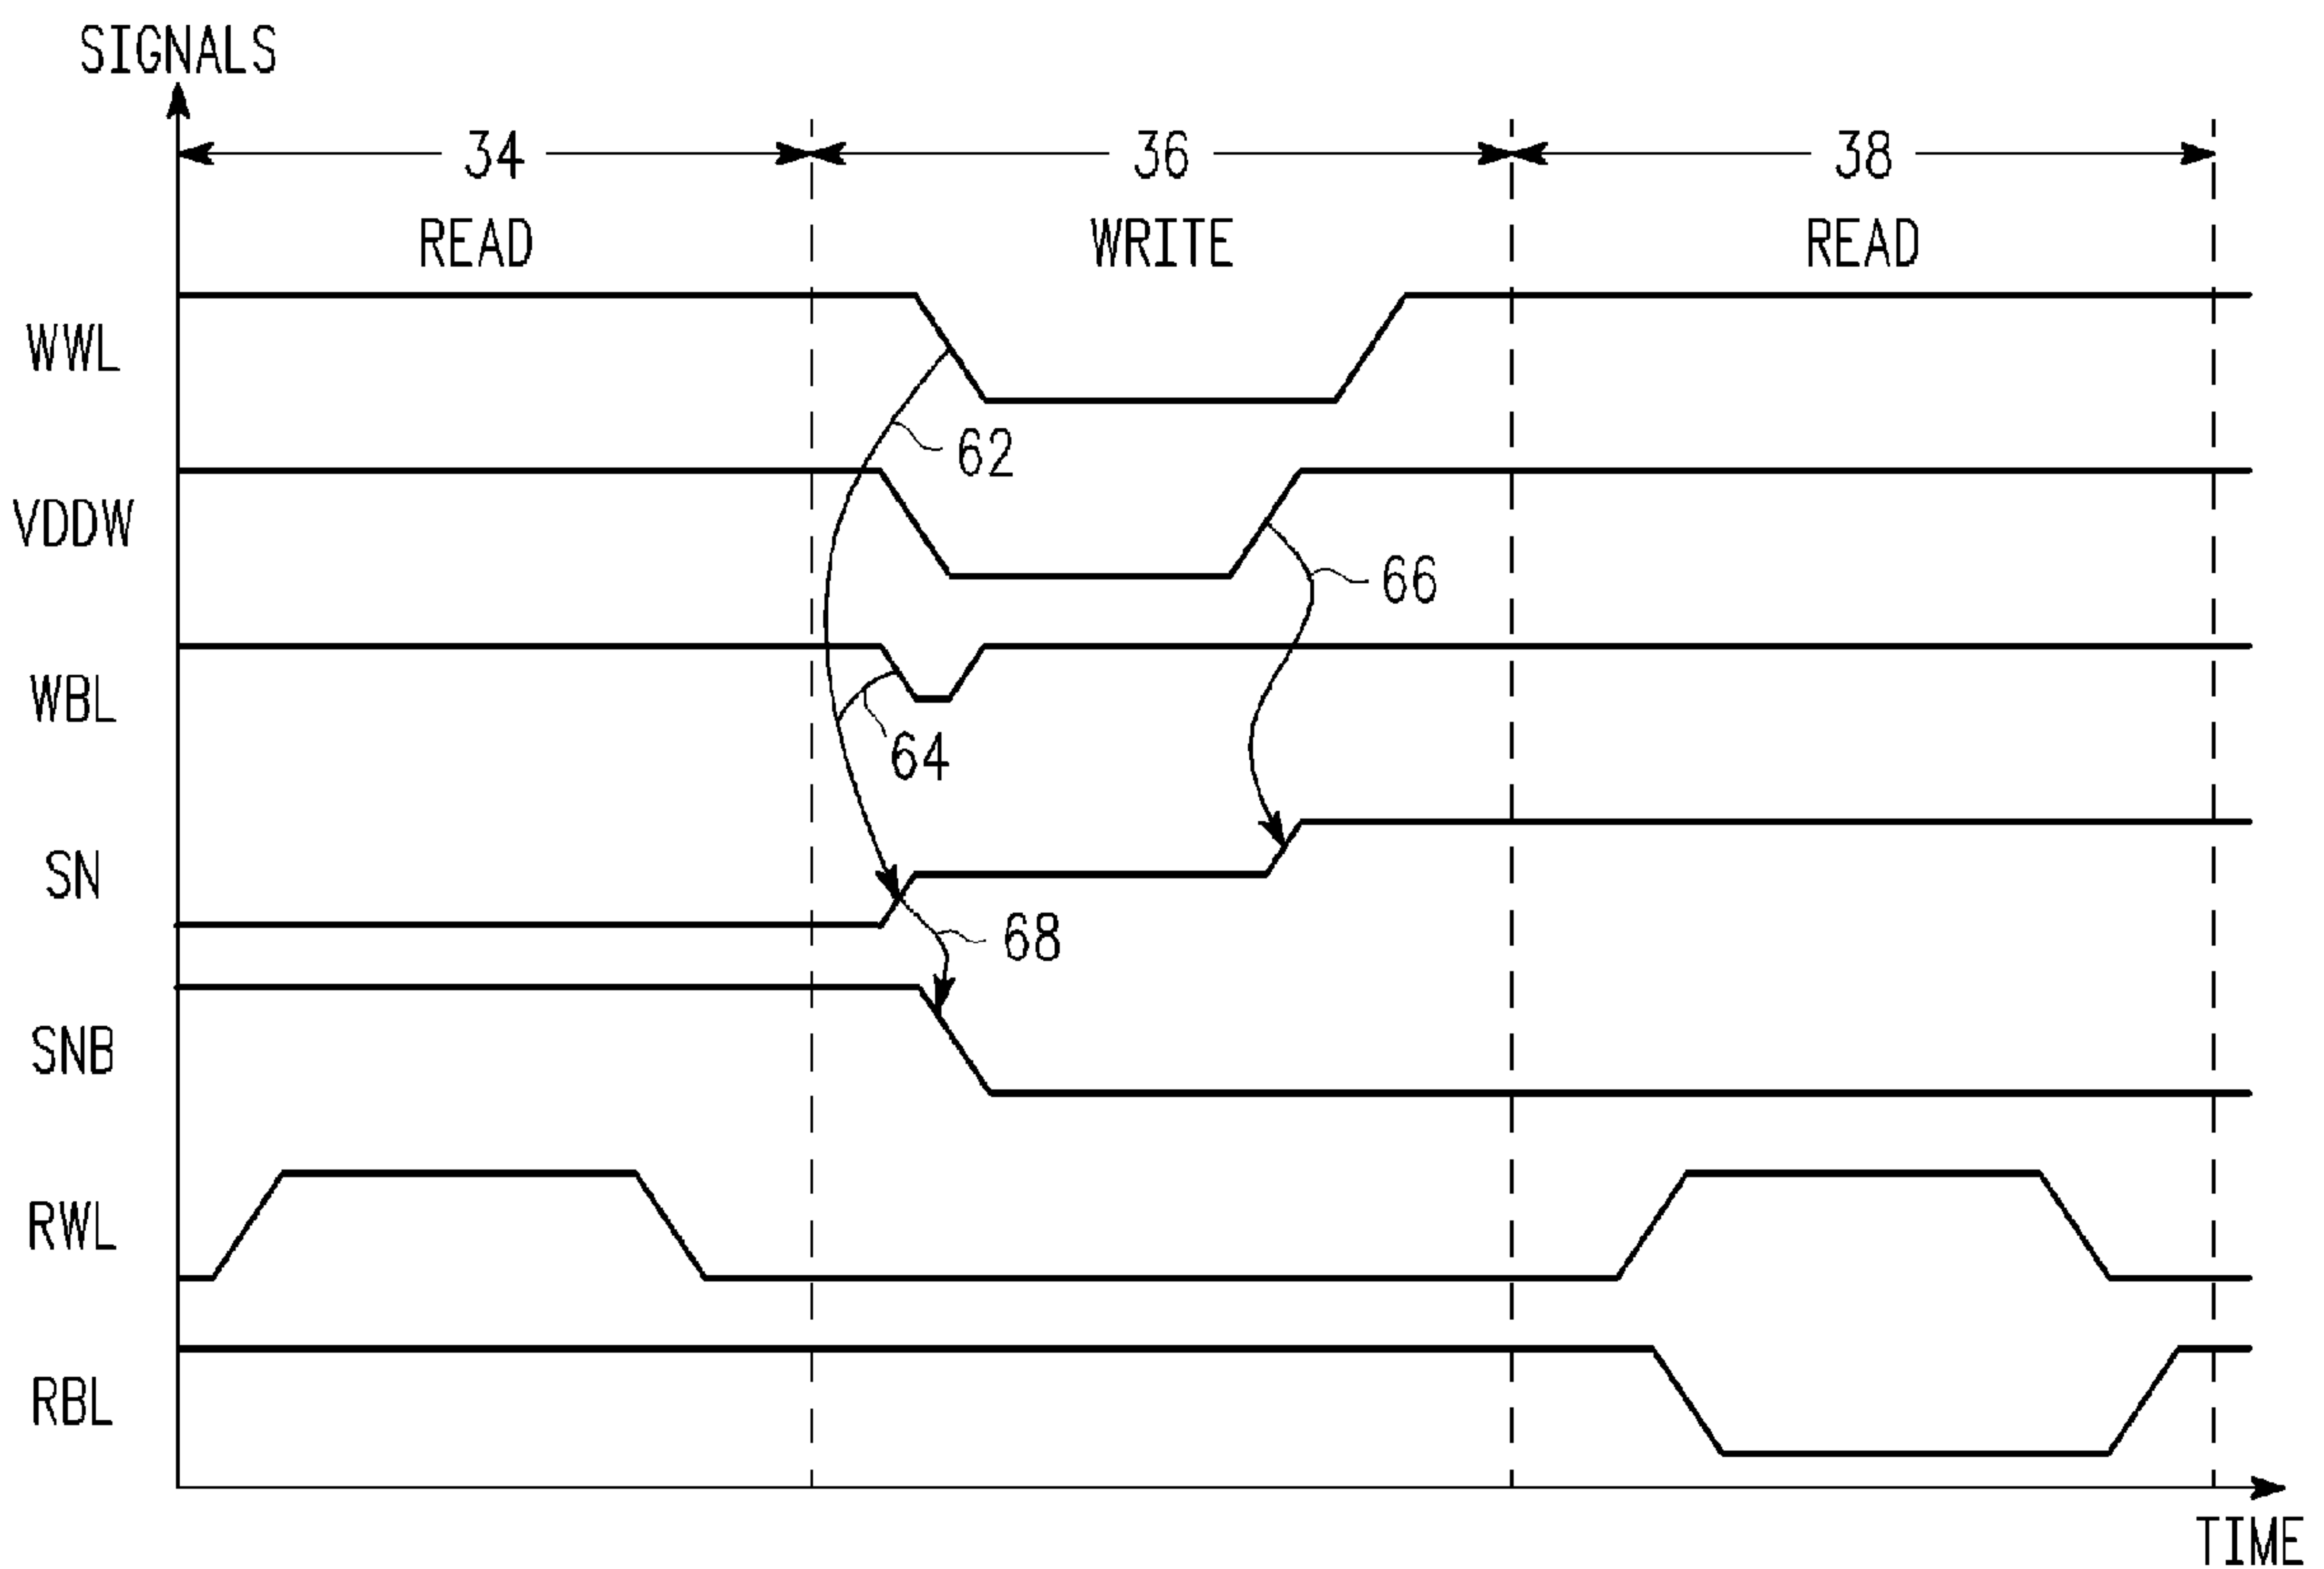 SIGNALS
34 36 38
READ WRITE READ
WWL
62
VDDW
66
WBL
64
SN
68
SNB
RWL
RBL
TIME